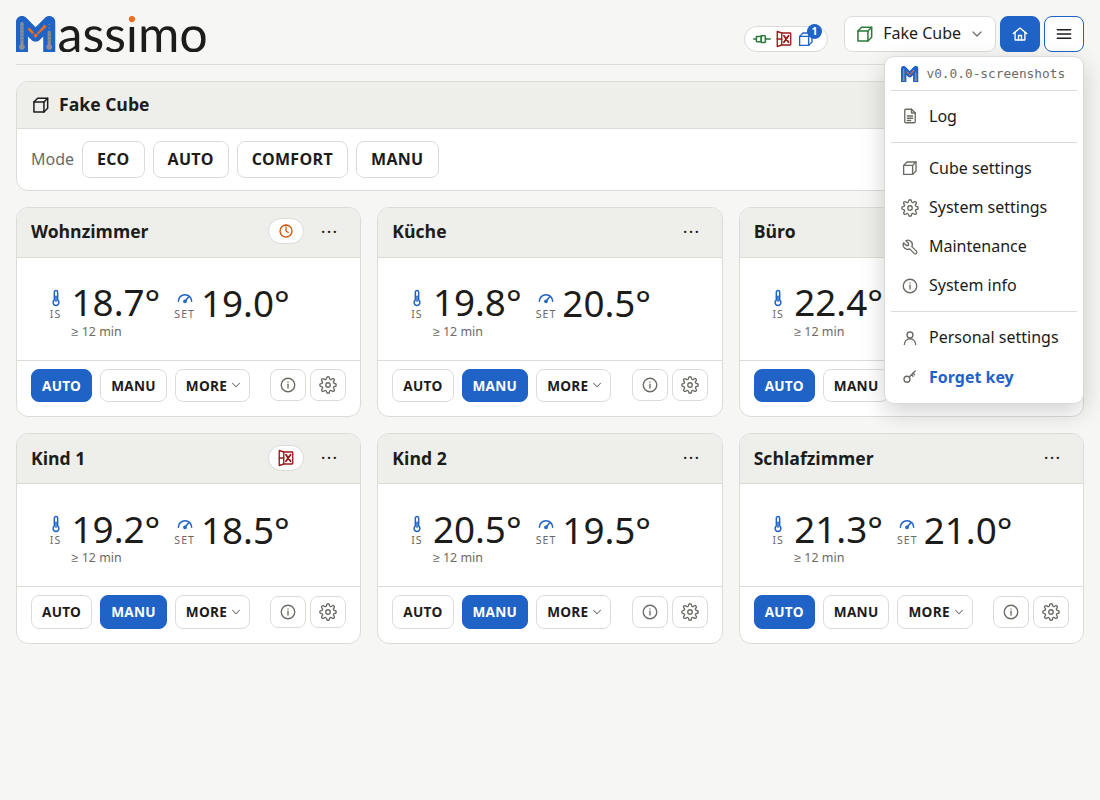 Massimo
1
Fake Cube
v0.0.0-screenshots
Log
Cube settings
System settings
Maintenance
System info
Personal settings
Forget key
Fake Cube
Mode ECO AUTO COMFORT MANU
Wohnzimmer
IS 18.7° SET 19.0°
≥ 12 min
AUTO MANU MORE
Küche
IS 19.8° SET 20.5°
≥ 12 min
AUTO MANU MORE
Büro
IS 22.4°
≥ 12 min
AUTO MANU
Kind 1
IS 19.2° SET 18.5°
≥ 12 min
AUTO MANU MORE
Kind 2
IS 20.5° SET 19.5°
≥ 12 min
AUTO MANU MORE
Schlafzimmer
IS 21.3° SET 21.0°
≥ 12 min
AUTO MANU MORE